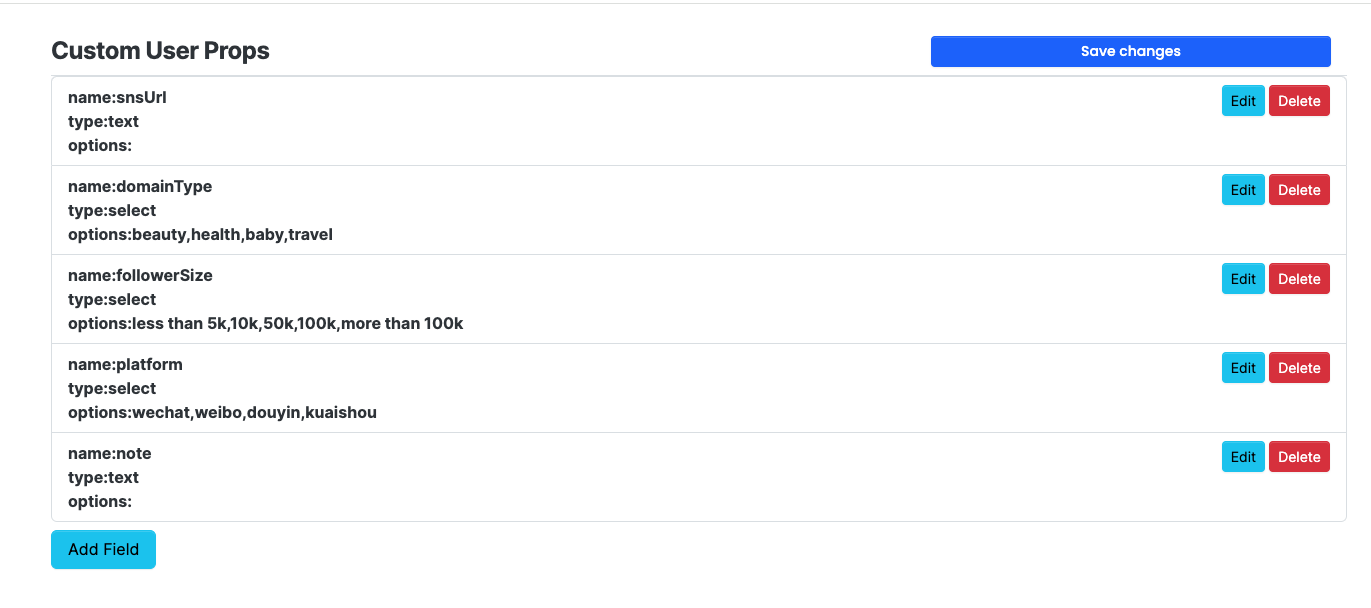 Custom User Props
Save changes
name:snsUrl
Edit Delete
type:text
options:
name:domainType
Edit Delete
type:select
options:beauty,health,baby,travel
name:followerSize
Edit Delete
type:select
options:less than 5k,10k,50k,100k,more than 100k
name:platform
Edit Delete
type:select
options:wechat,weibo,douyin,kuaishou
name:note
Edit Delete
type:text
options:
Add Field